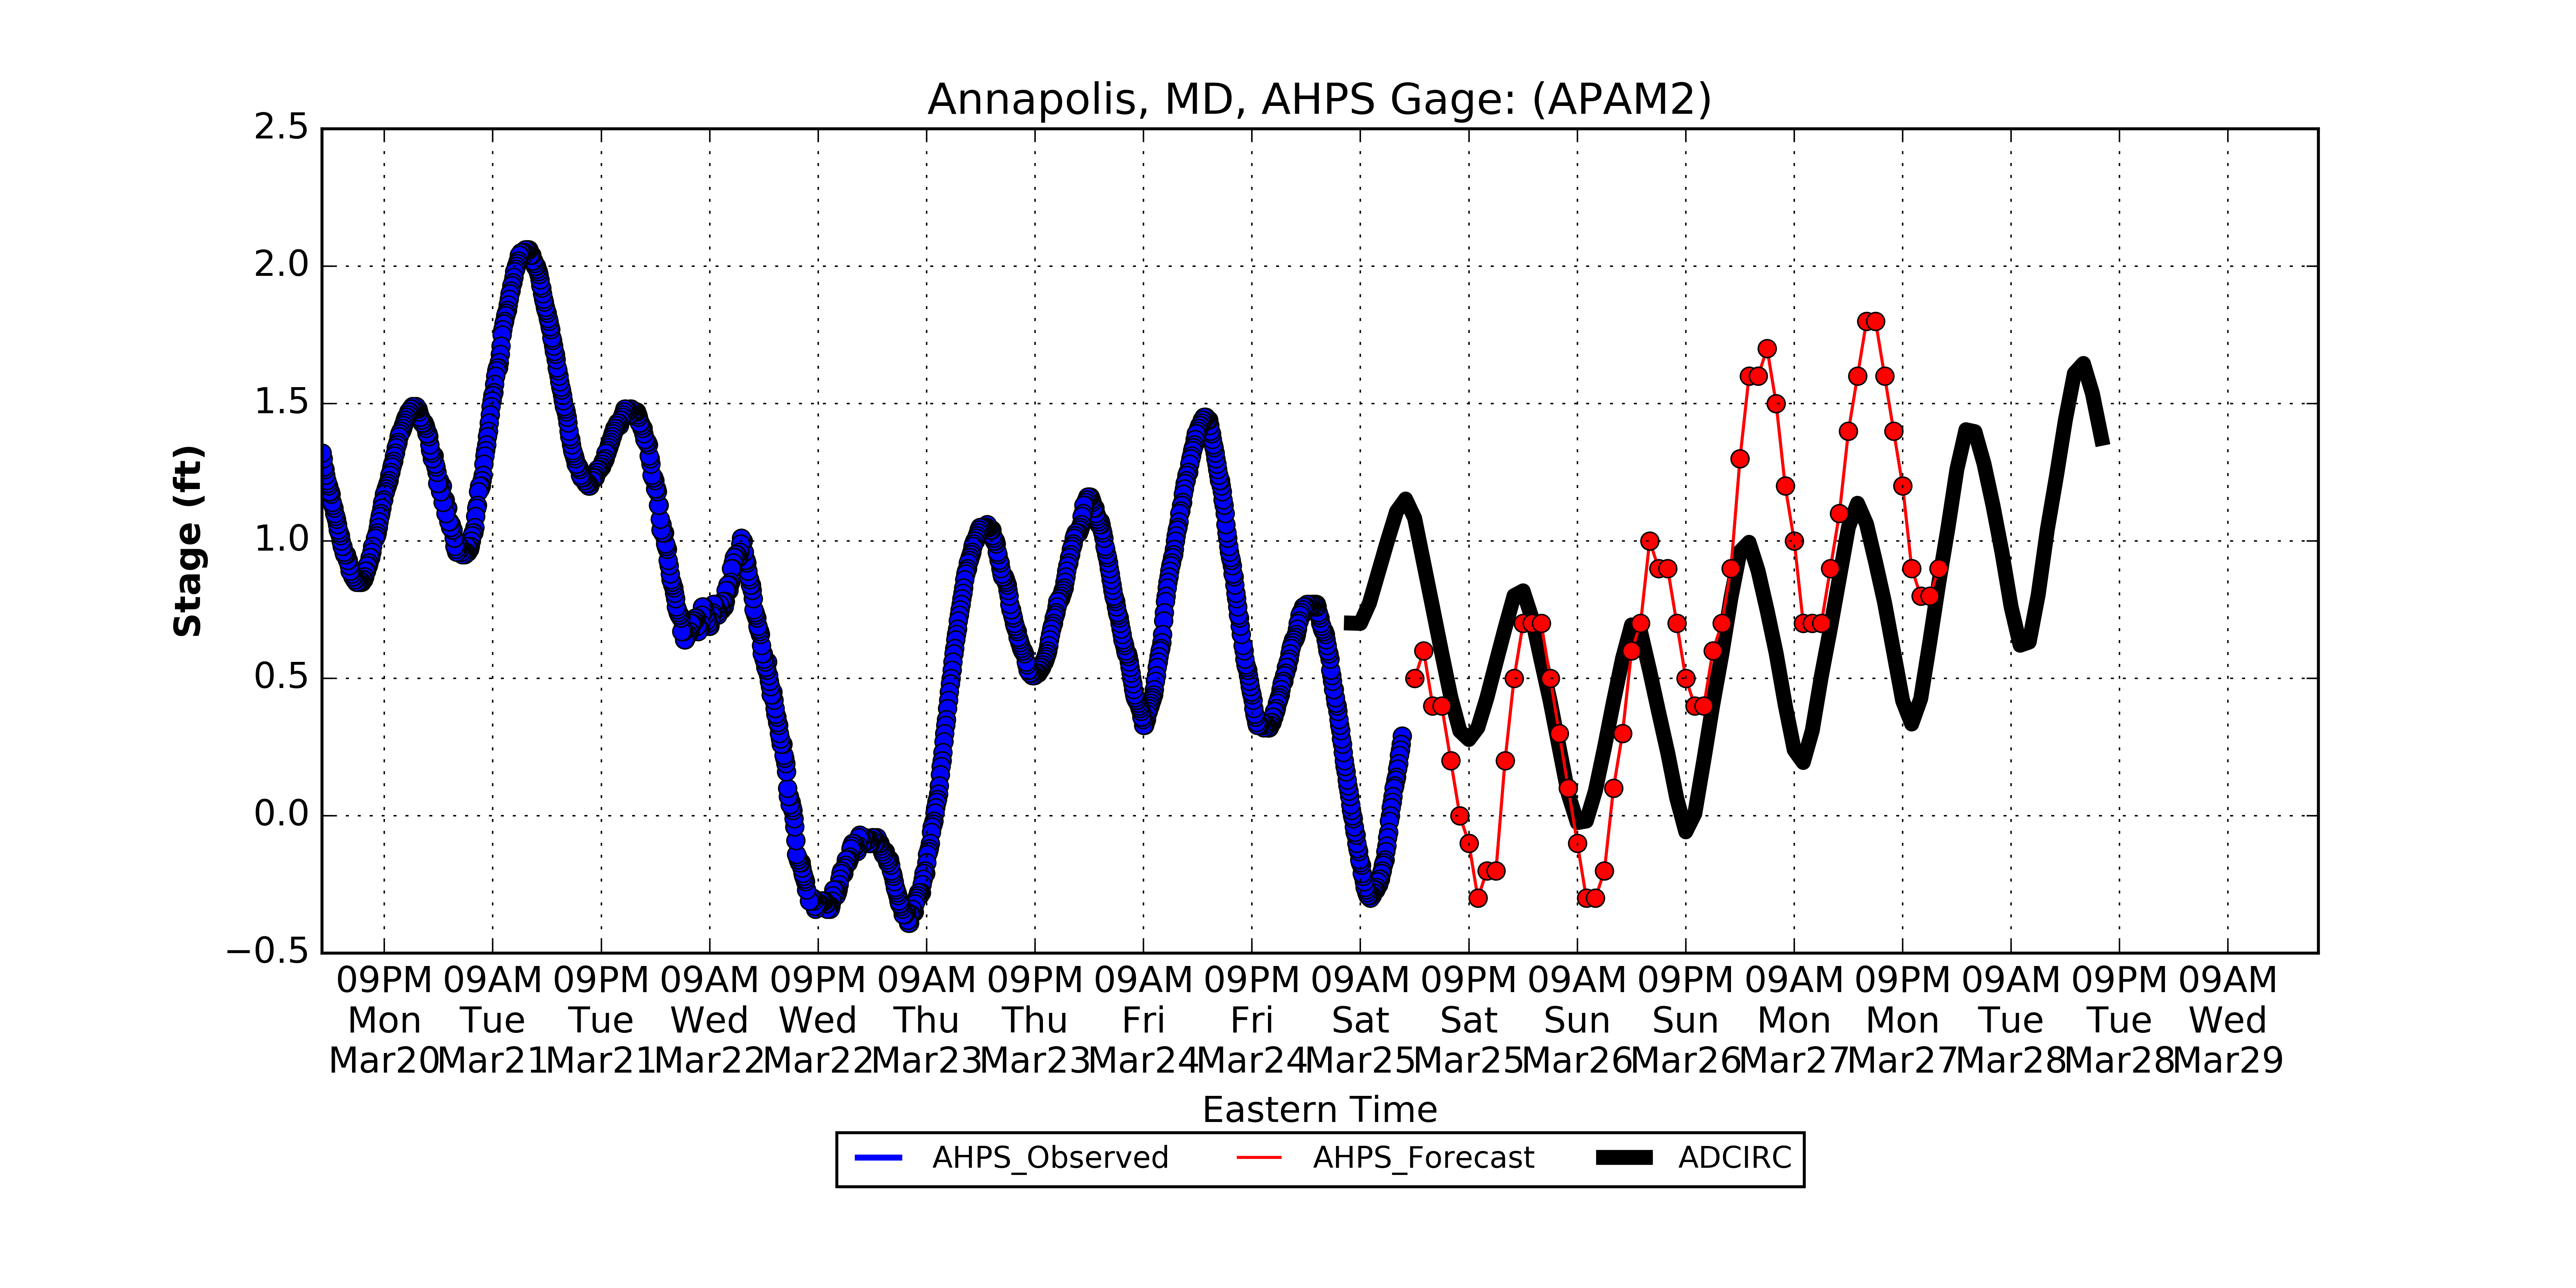 Annapolis, MD, AHPS Gage: (APAM2)
2.5
2.0
1.5
1.0
0.5
0.0
−0.5
Stage (ft)
09PM 09AM 09PM 09AM 09PM 09AM 09PM 09AM 09PM 09AM 09PM 09AM 09PM 09AM 09PM 09AM 09PM 09AM
Mon Tue Tue Wed Wed Thu Thu Fri Fri Sat Sat Sun Sun Mon Mon Tue Tue Wed
Mar20 Mar21 Mar21 Mar22 Mar22 Mar23 Mar23 Mar24 Mar24 Mar25 Mar25 Mar26 Mar26 Mar27 Mar27 Mar28 Mar28 Mar29
Eastern Time
AHPS_Observed AHPS_Forecast ADCIRC